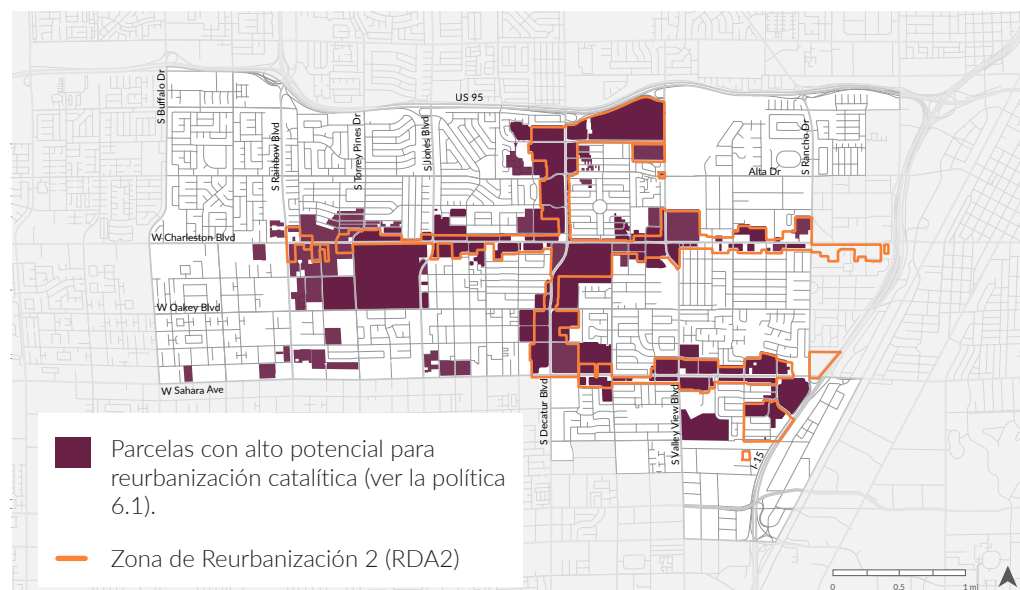 US 95
S Buffalo Dr
S Rainbow Blvd
S Torrey Pines Dr
S Jones Blvd
S Rancho Dr
Alta Dr
W Charleston Blvd
W Oakey Blvd
W Sahara Ave
S Decatur Blvd
S Valley View Blvd
I-15
Parcelas con alto potencial para
reurbanización catalítica (ver la política
6.1).
Zona de Reurbanización 2 (RDA2)
0 0.5 1 mi